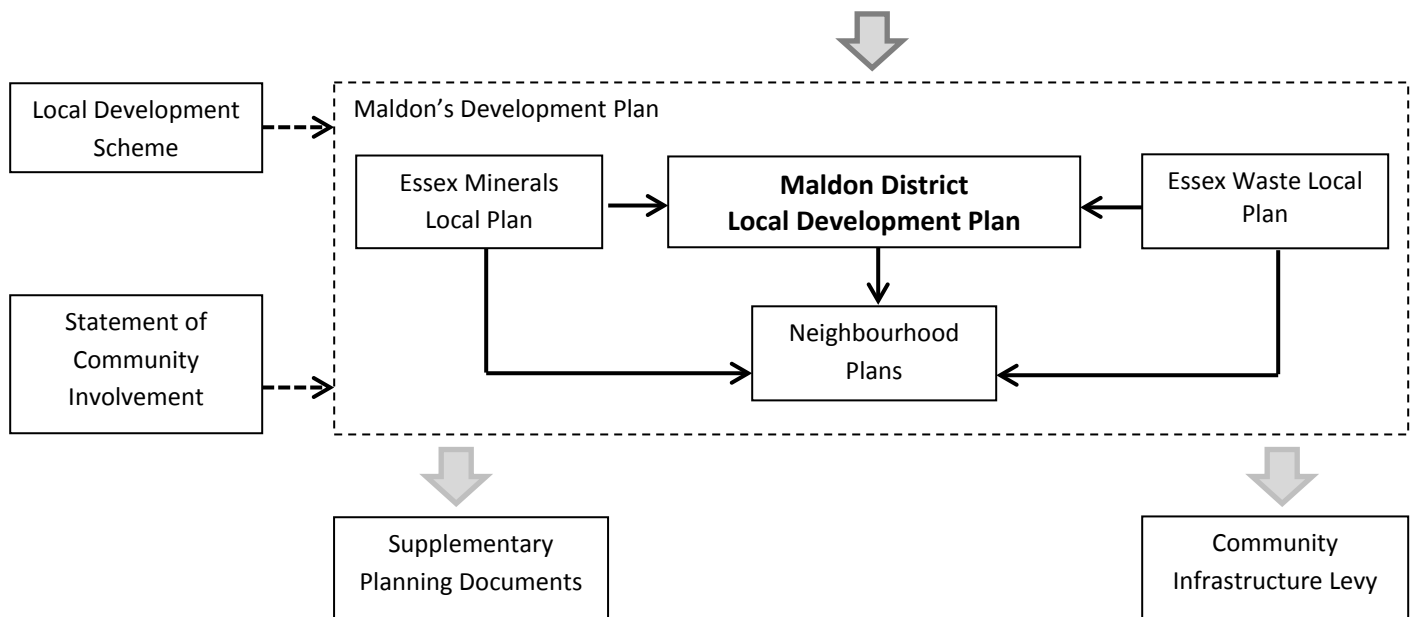 Local Development
Scheme
Maldon’s Development Plan
Essex Minerals
Local Plan
Maldon District
Local Development Plan
Essex Waste Local
Plan
Statement of
Community
Involvement
Neighbourhood
Plans
Supplementary
Planning Documents
Community
Infrastructure Levy